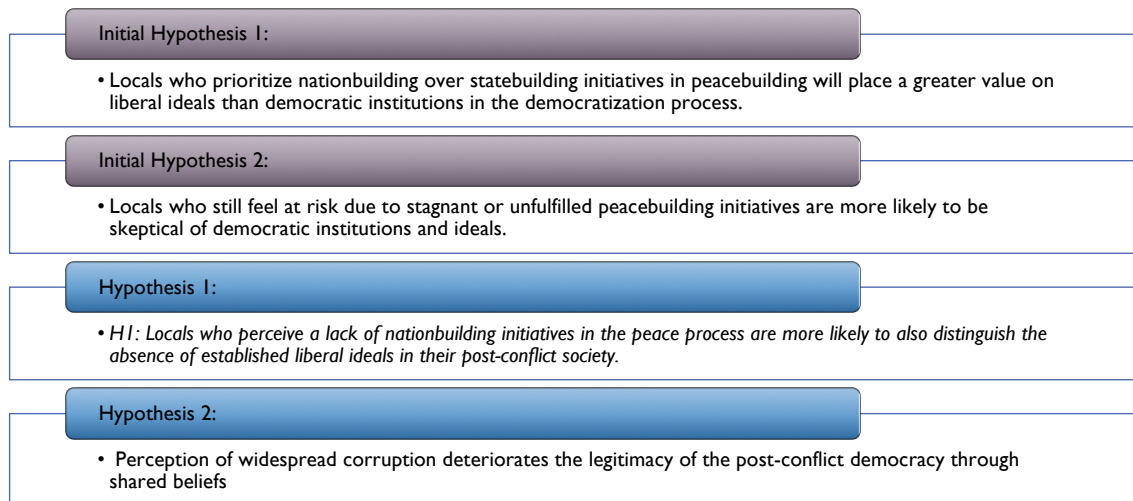 Initial Hypothesis 1:
• Locals who prioritize nationbuilding over statebuilding initiatives in peacebuilding will place a greater value on
liberal ideals than democratic institutions in the democratization process.
Initial Hypothesis 2:
• Locals who still feel at risk due to stagnant or unfulfilled peacebuilding initiatives are more likely to be
skeptical of democratic institutions and ideals.
Hypothesis 1:
• H1: Locals who perceive a lack of nationbuilding initiatives in the peace process are more likely to also distinguish the
absence of established liberal ideals in their post-conflict society.
Hypothesis 2:
• Perception of widespread corruption deteriorates the legitimacy of the post-conflict democracy through
shared beliefs